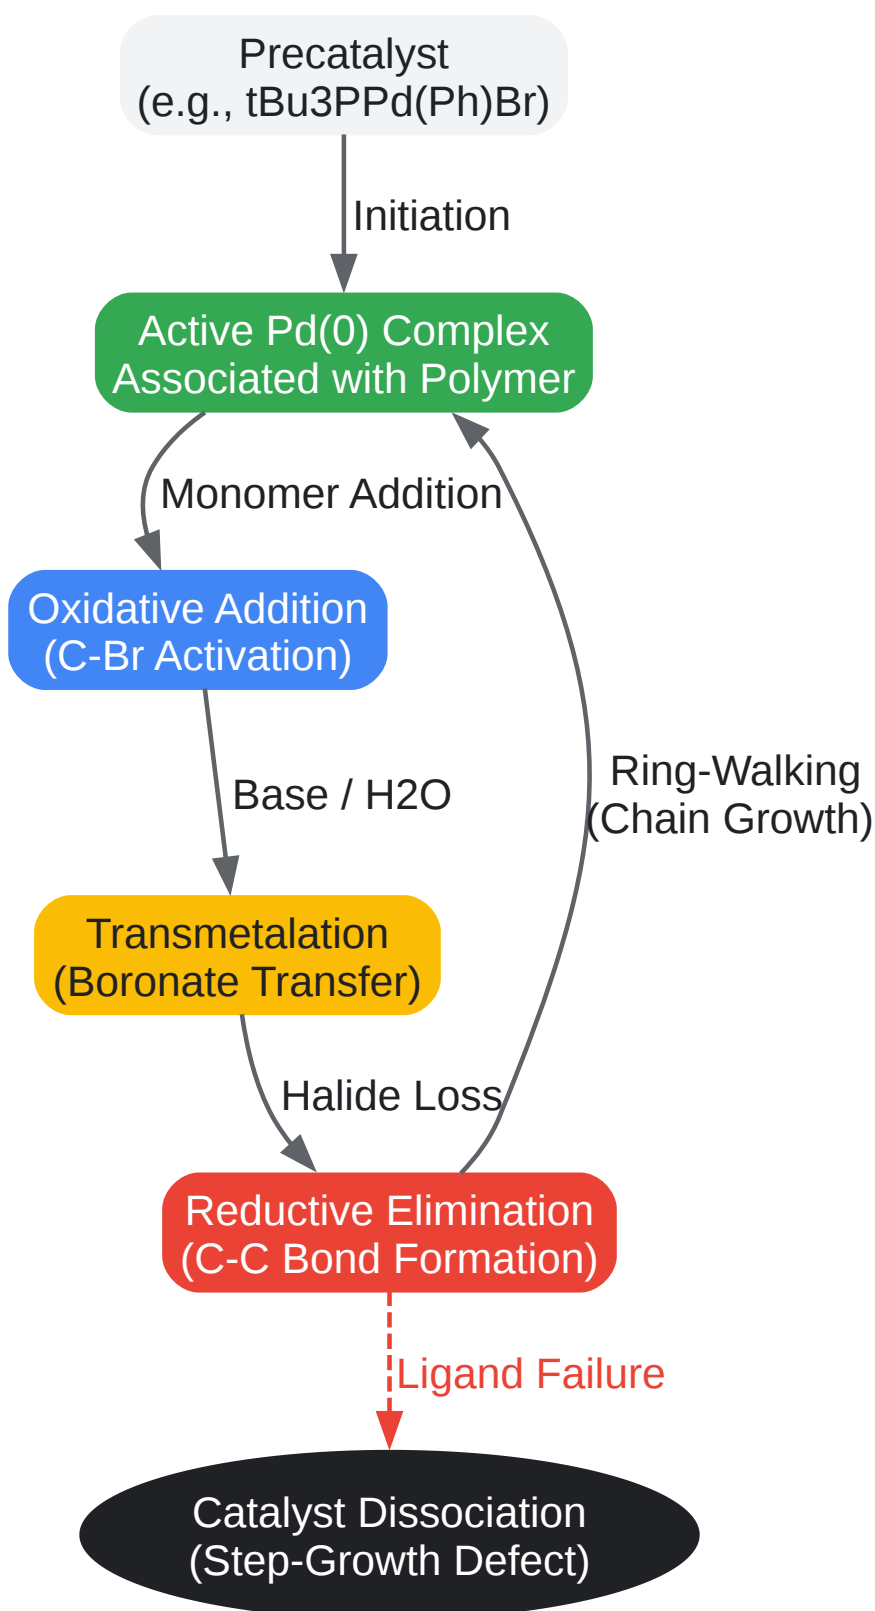 Precatalyst
(e.g., tBu3PPd(Ph)Br)
Initiation
Active Pd(0) Complex
Associated with Polymer
Monomer Addition
Oxidative Addition
(C-Br Activation)
Base / H2O
Ring-Walking
(Chain Growth)
Transmetalation
(Boronate Transfer)
Halide Loss
Reductive Elimination
(C-C Bond Formation)
Ligand Failure
Catalyst Dissociation
(Step-Growth Defect)